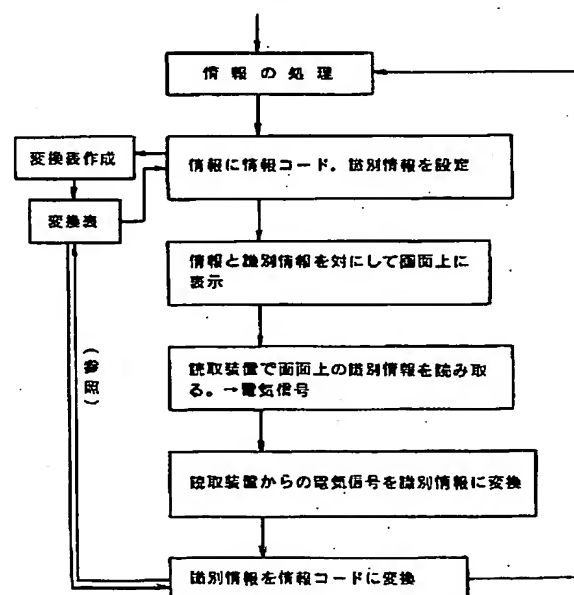 情報の処理
変換表作成
情報に情報コード．識別情報を設定
変換表
情報と識別情報を対にして画面上に
表示
読取装置で画面上の識別情報を読み取
る。→電気信号
(参照)
読取装置からの電気信号を識別情報に変換
識別情報を情報コードに変換